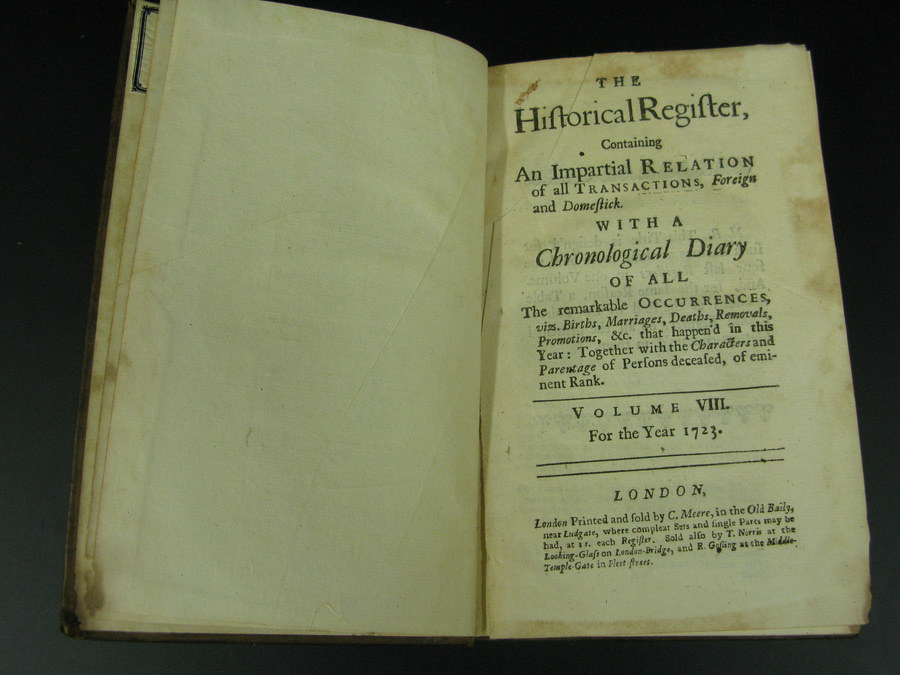 THE
Hiſtorical Regiſter,
Containing
An Impartial RELATION
of all TRANSACTIONS, Foreign
and Domeſtick.
WITH A
Chronological Diary
OF ALL
The remarkable OCCURRENCES,
viz. Births, Marriages, Deaths, Removals,
Promotions, &c. that happen'd in this
Year: Together with the Characters and
Parentage of Perſons deceaſed, of emi-
nent Rank.
VOLUME VIII.
For the Year 1723.
LONDON,
London Printed and ſold by C. Meere, in the Old Baily,
near Ludgate, where compleat Sets and ſingle Parts may be
had, at 1 s. each Regiſter. Sold alſo by T. Norris at the
Looking-Glaſs on London-Bridge, and R. Goſling at the Middle-
Temple Gate in Fleet-ſtreet.